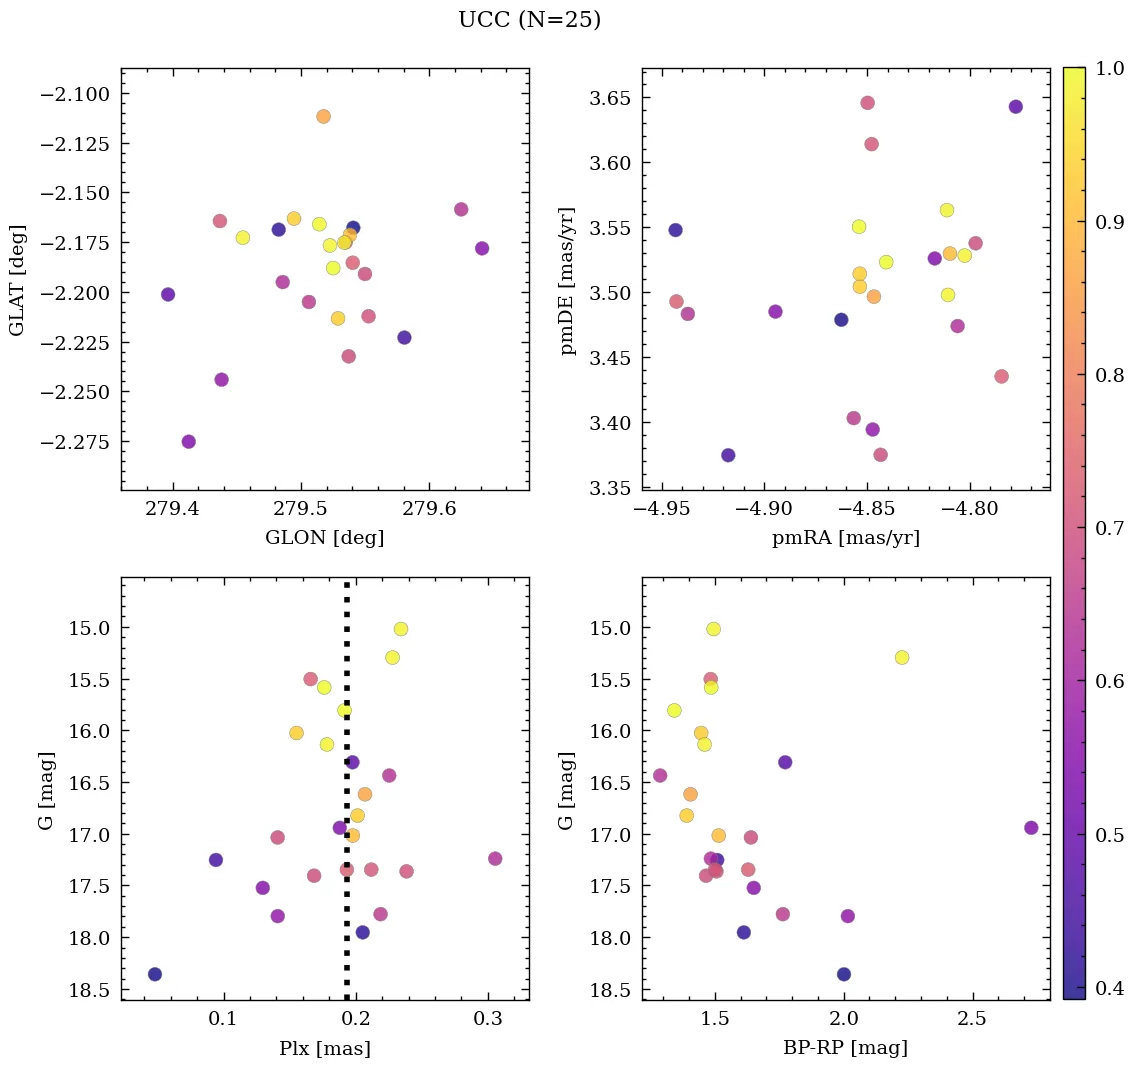 UCC (N=25)
−2.100
−2.125
−2.150
−2.175
−2.200
−2.225
−2.250
−2.275
GLAT [deg]
279.4 279.5 279.6
GLON [deg]
3.65
3.60
3.55
3.50
3.45
3.40
3.35
pmDE [mas/yr]
−4.95 −4.90 −4.85 −4.80
pmRA [mas/yr]
15.0
15.5
16.0
16.5
17.0
17.5
18.0
18.5
G [mag]
0.1 0.2 0.3
Plx [mas]
15.0
15.5
16.0
16.5
17.0
17.5
18.0
18.5
G [mag]
1.5 2.0 2.5
BP-RP [mag]
1.0
0.9
0.8
0.7
0.6
0.5
0.4